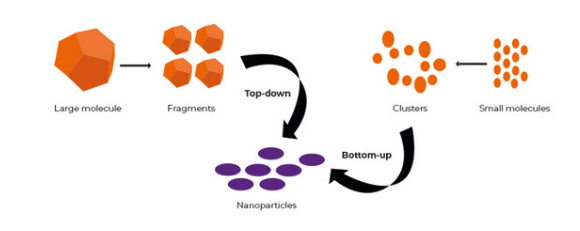 Top-down
Large molecule
Fragments
Clusters
Small molecules
Bottom-up
Nanoparticles